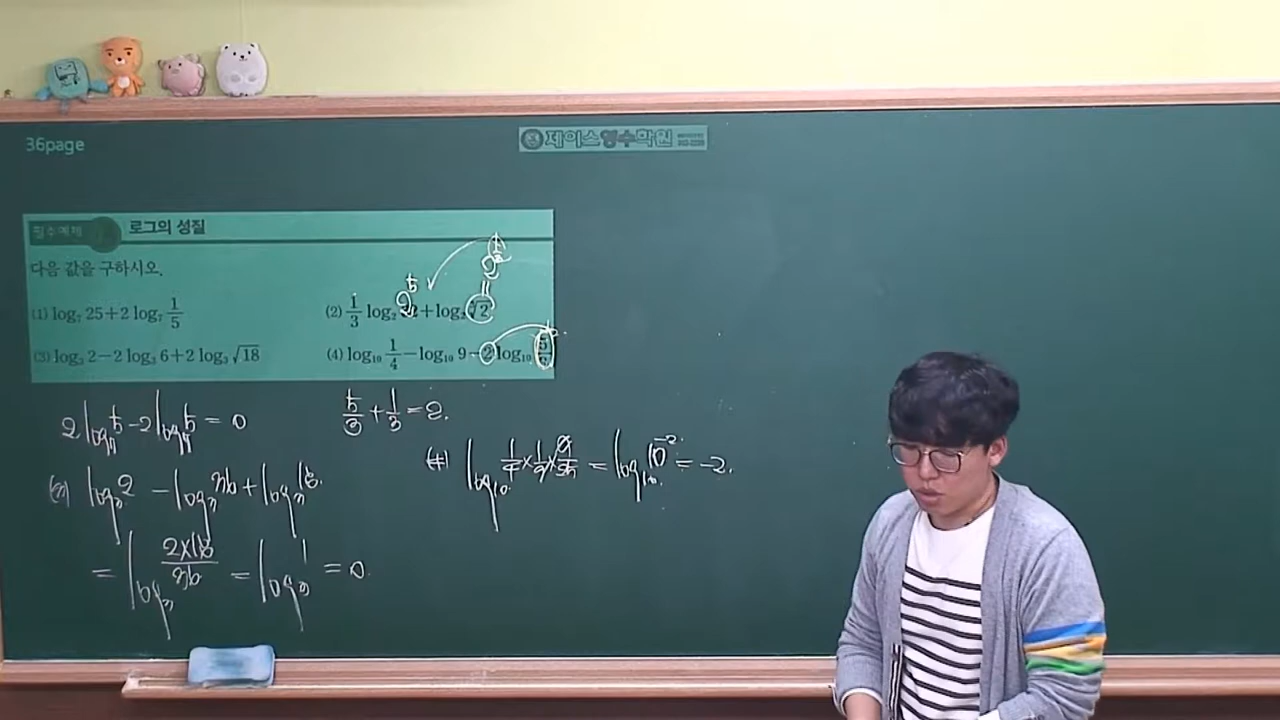 36page
제이스영수학원
필수예제
로그의 성질
다음 값을 구하시오.
(1) log₇ 25+2 log₇ 1/5
(2) 1/3 log₂ +log₂ √2
(3) log₃ 2−2 log₃ 6+2 log₃ √18
(4) log₁₀ 1/4 −log₁₀ 9−2 log₁₀ 5/
2 log₇ 5 − 2 log₇ 5 = 0
5/3 + 1/3 = 2.
(3) log₃ 2 − log₃ 36 + log₃ 18.
= log₃ (2×18)/36 = log₃ 1 = 0.
(4) log₁₀ 1/4 × 1/9 × 9/25 = log₁₀ 10⁻² = −2.